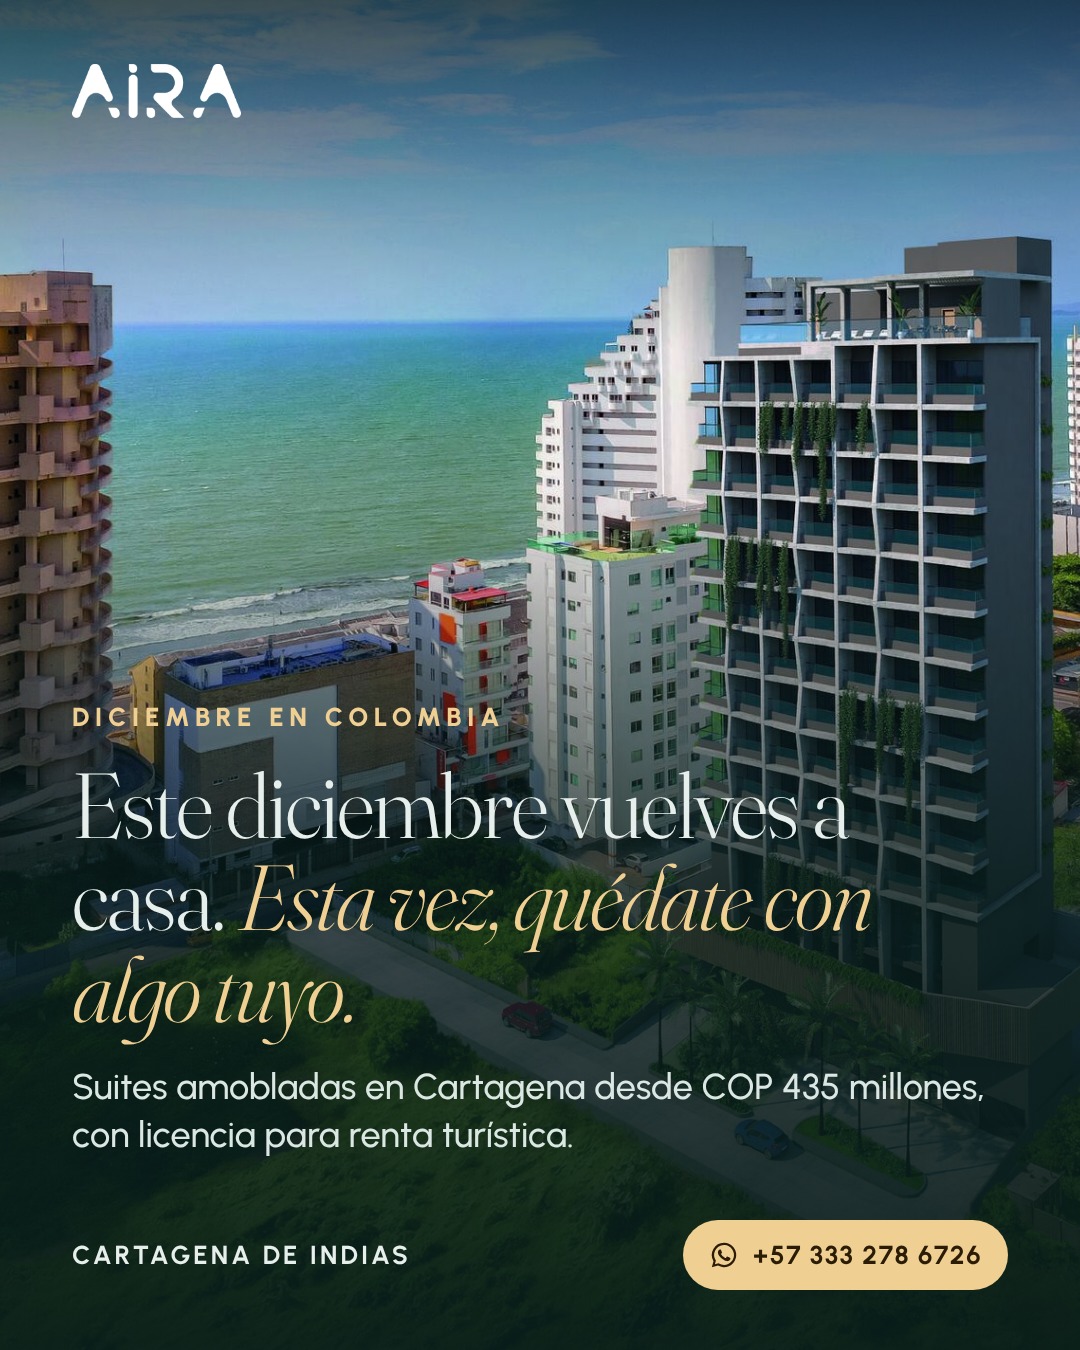 AiRA
DICIEMBRE EN COLOMBIA
Este diciembre vuelves a
casa. Esta vez, quédate con
algo tuyo.
Suites amobladas en Cartagena desde COP 435 millones,
con licencia para renta turística.
CARTAGENA DE INDIAS
+57 333 278 6726